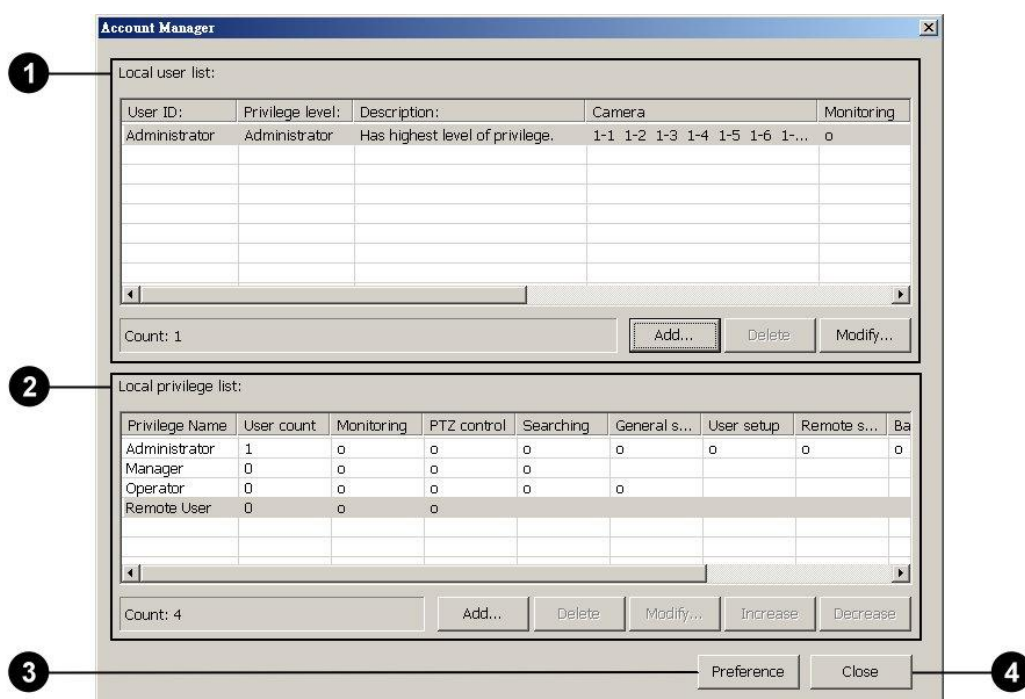 Account Manager
1
Local user list:
User ID: Privilege level: Description: Camera Monitoring
Administrator Administrator Has highest level of privilege. 1-1 1-2 1-3 1-4 1-5 1-6 1-... o
Count: 1 Add... Delete Modify...
2
Local privilege list:
Privilege Name User count Monitoring PTZ control Searching General s... User setup Remote s... Ba
Administrator 1 o o o o o o o
Manager 0 o o o
Operator 0 o o o o
Remote User 0 o o
Count: 4 Add... Delete Modify... Increase Decrease
3 Preference Close 4